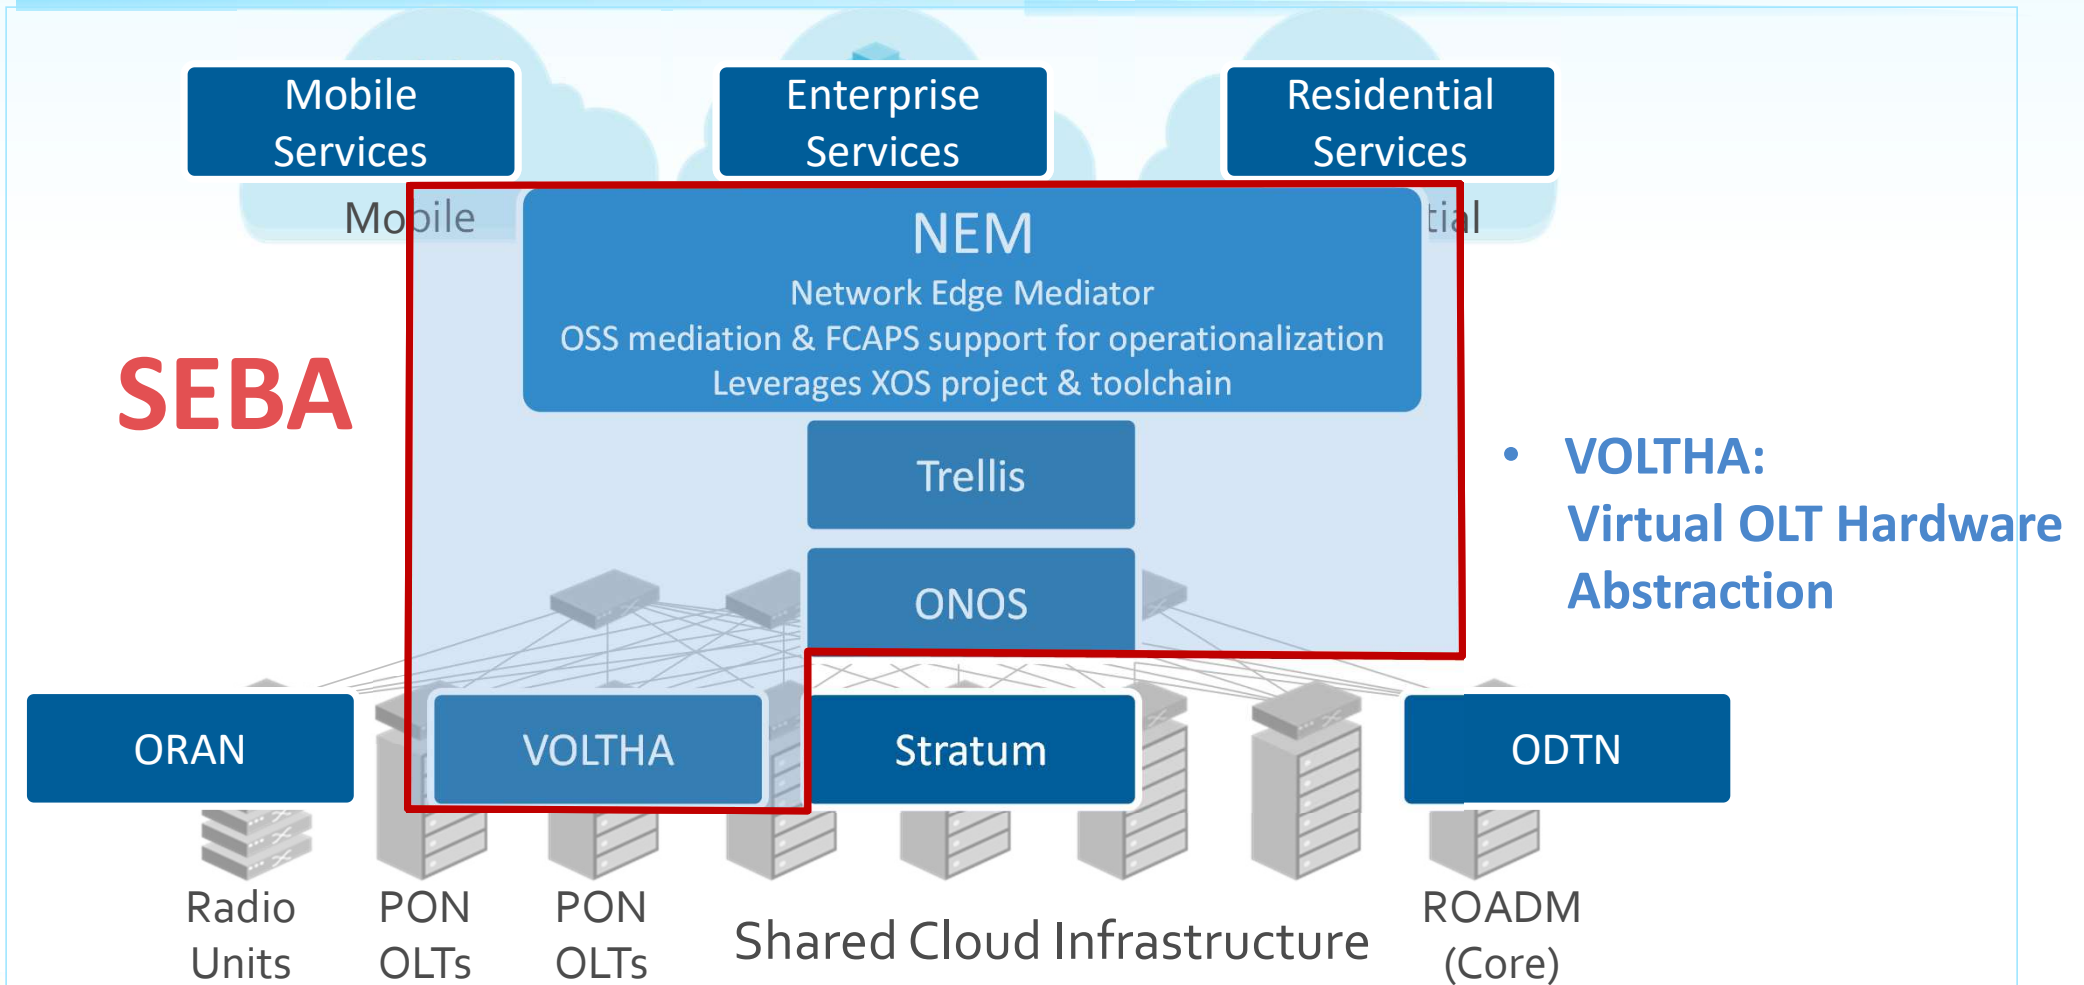 Mobile
Services
Enterprise
Services
Residential
Services
Mobile
tial
NEM
Network Edge Mediator
OSS mediation & FCAPS support for operationalization
Leverages XOS project & toolchain
SEBA
Trellis
• VOLTHA:
Virtual OLT Hardware
Abstraction
ONOS
ORAN
VOLTHA
Stratum
ODTN
Radio
Units
PON
OLTs
PON
OLTs
Shared Cloud Infrastructure
ROADM
(Core)